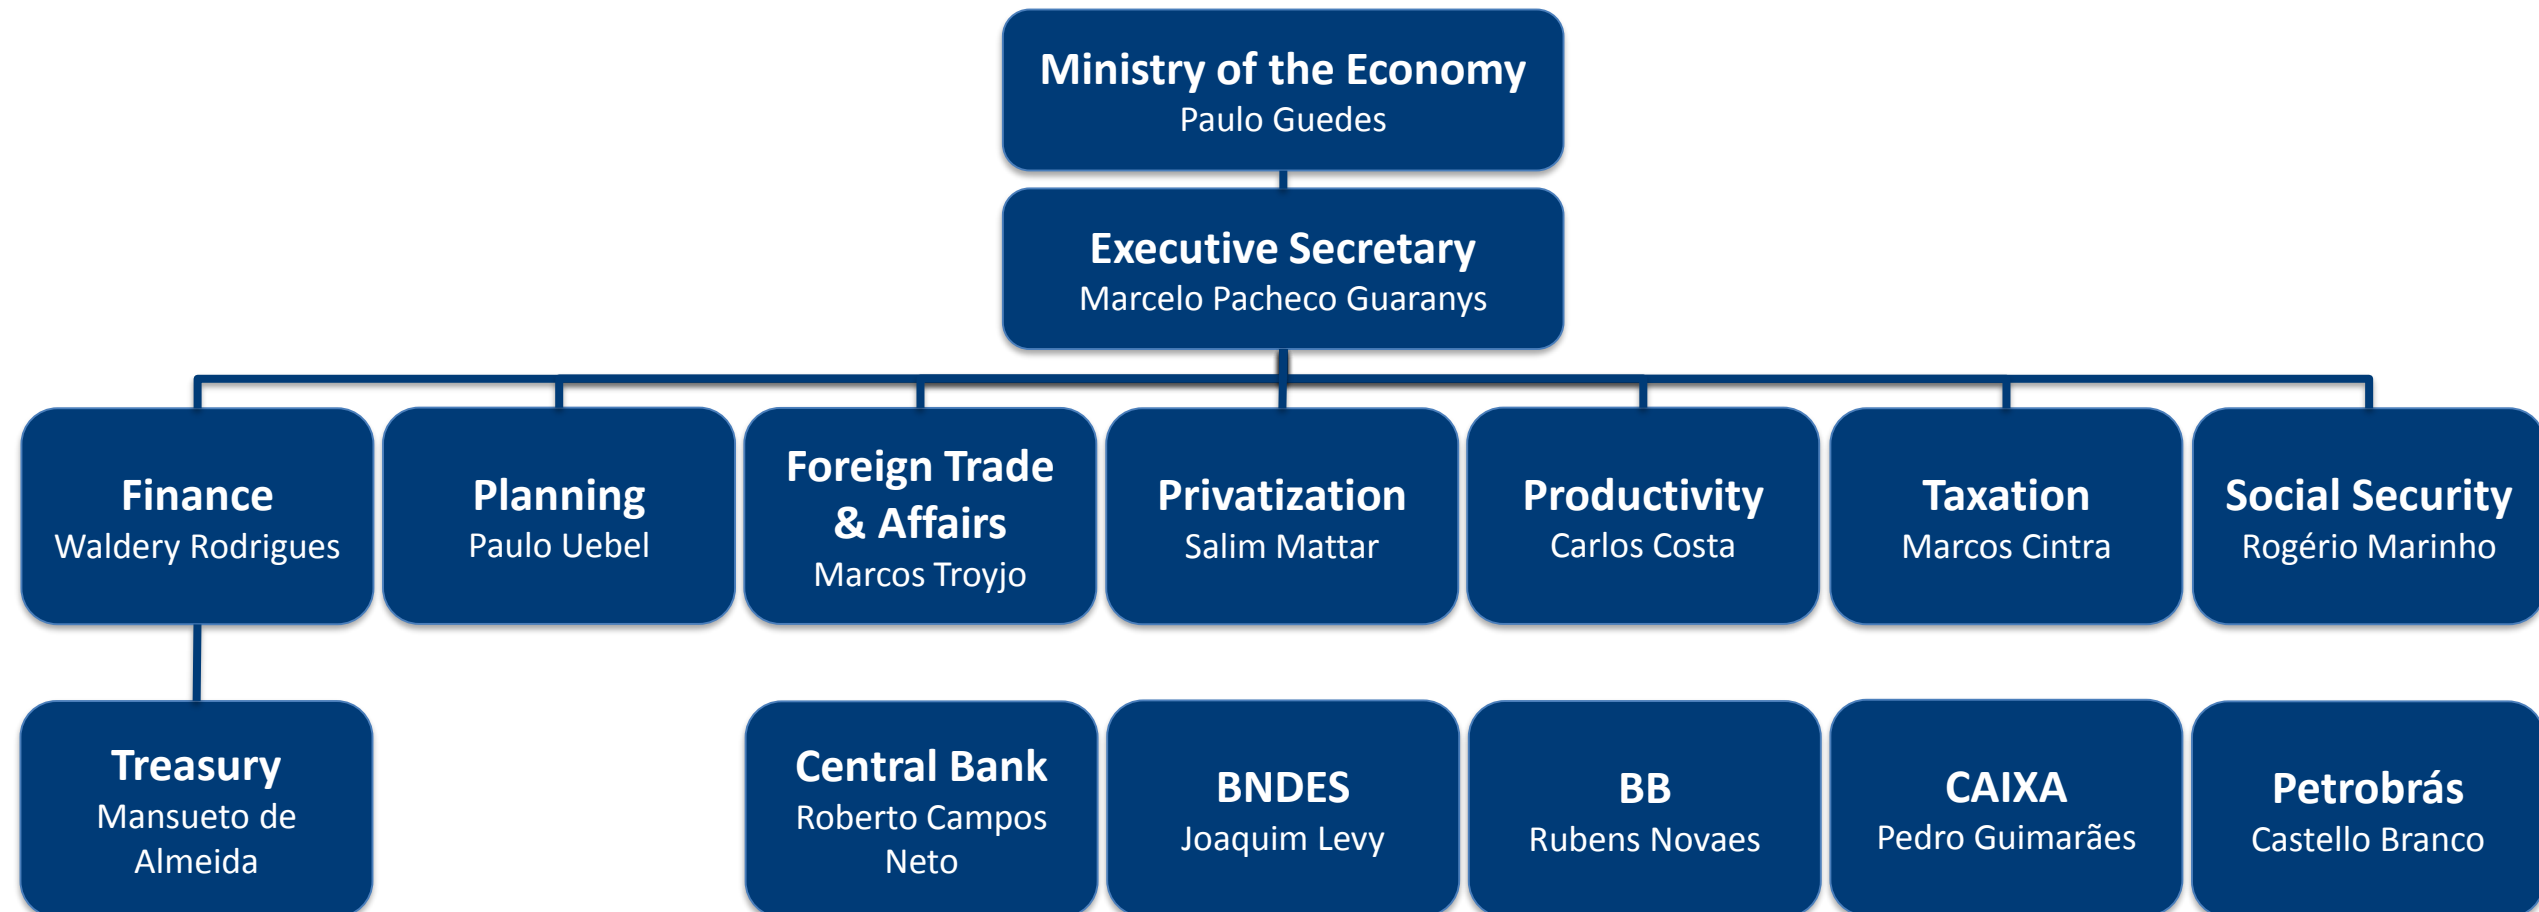 Ministry of the Economy
Paulo Guedes
Executive Secretary
Marcelo Pacheco Guaranys
Finance
Waldery Rodrigues
Planning
Paulo Uebel
Foreign Trade
& Affairs
Marcos Troyjo
Privatization
Salim Mattar
Productivity
Carlos Costa
Taxation
Marcos Cintra
Social Security
Rogério Marinho
Treasury
Mansueto de
Almeida
Central Bank
Roberto Campos
Neto
BNDES
Joaquim Levy
BB
Rubens Novaes
CAIXA
Pedro Guimarães
Petrobrás
Castello Branco